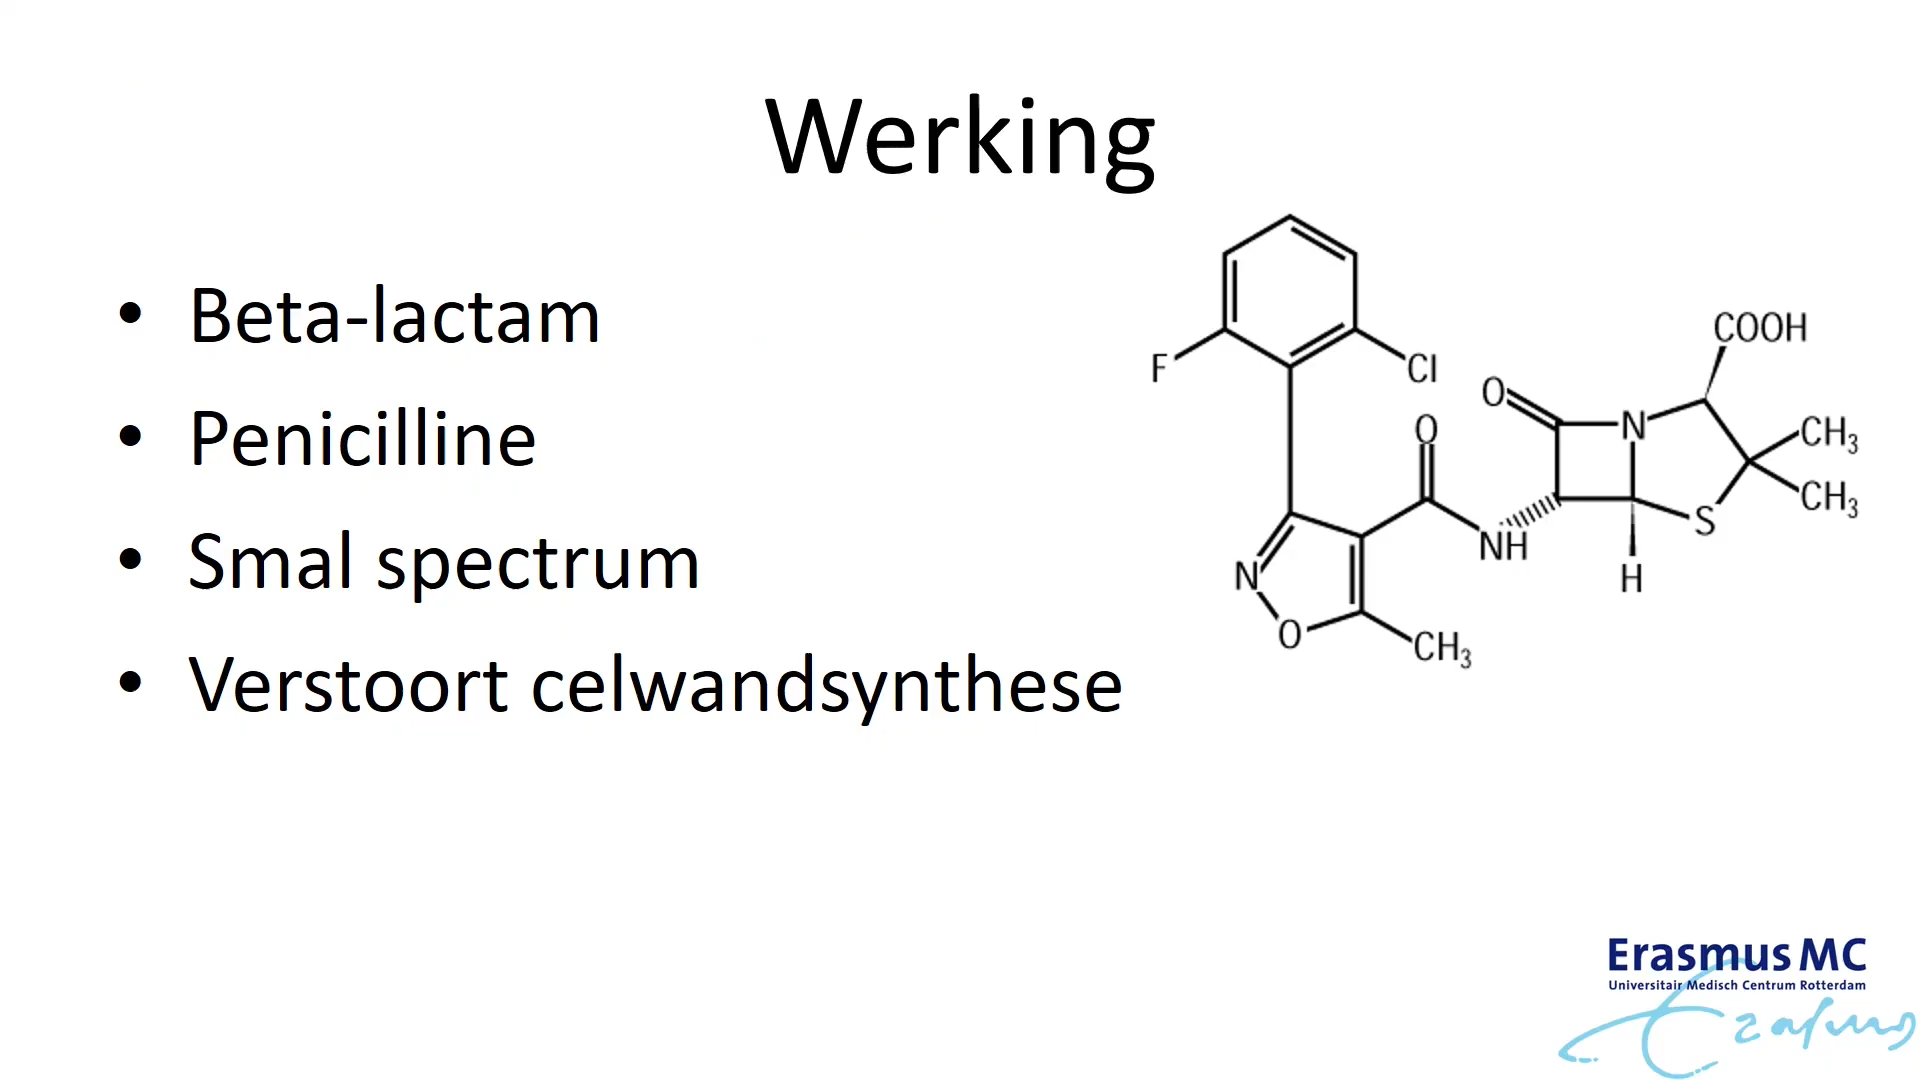 Werking
• Beta-lactam
• Penicilline
• Smal spectrum
• Verstoort celwandsynthese
F
Cl
O
COOH
O
N
CH₃
CH₃
S
NH
H
N
O
CH₃
Erasmus MC
Universitair Medisch Centrum Rotterdam
Erasmus